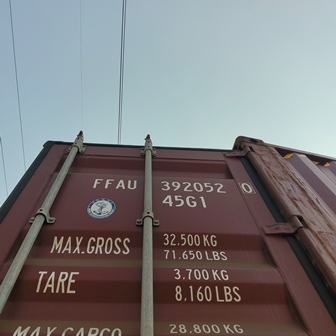 FFAU 392052 0
45G1
MAX.GROSS 32.500 KG
71.650 LBS
TARE 3.700 KG
8,160 LBS
MAX.CARGO 28.800 KG